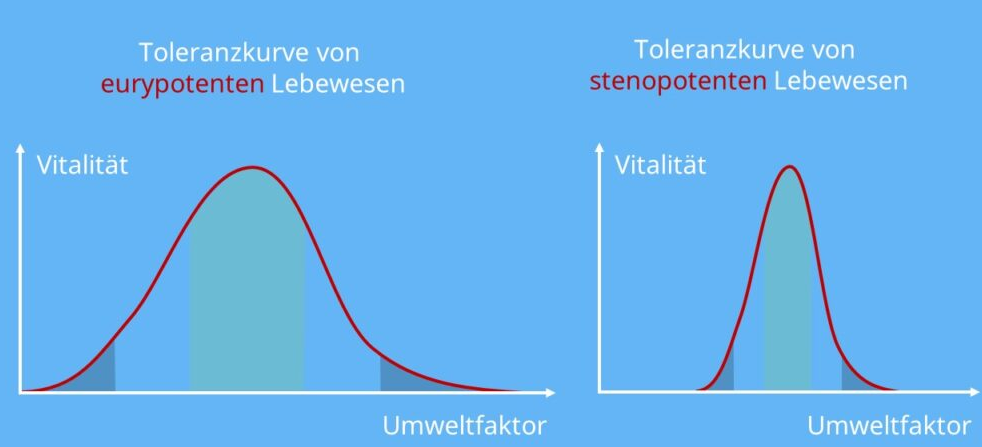 Toleranzkurve von
eurypotenten Lebewesen
Vitalität
Umweltfaktor
Toleranzkurve von
stenopotenten Lebewesen
Vitalität
Umweltfaktor